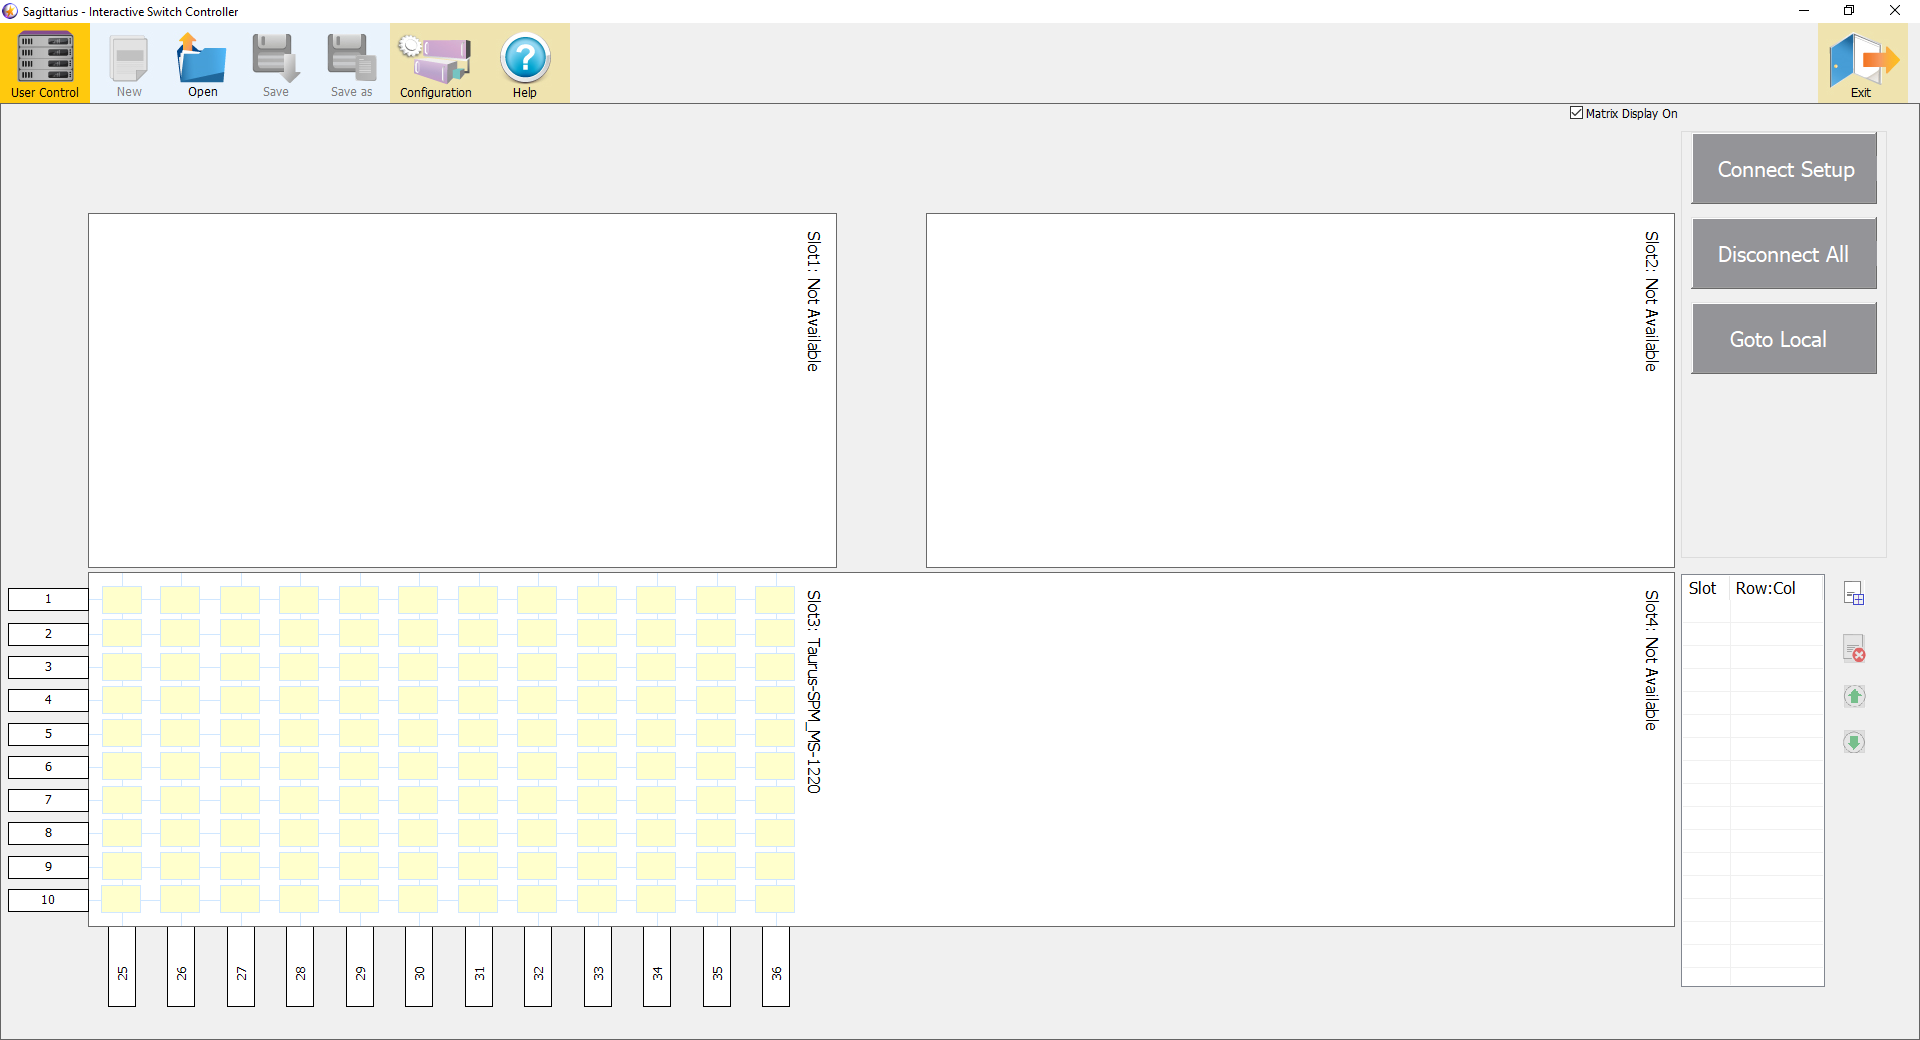 Sagittarius - Interactive Switch Controller
User Control
New
Open
Save
Save as
Configuration
Help
Exit
Matrix Display On
Connect Setup
Disconnect All
Goto Local
Slot1: Not Available
Slot2: Not Available
Slot3: Taurus-SPM_MS-1220
Slot4: Not Available
1
2
3
4
5
6
7
8
9
10
25
26
27
28
29
30
31
32
33
34
35
36
Slot Row:Col